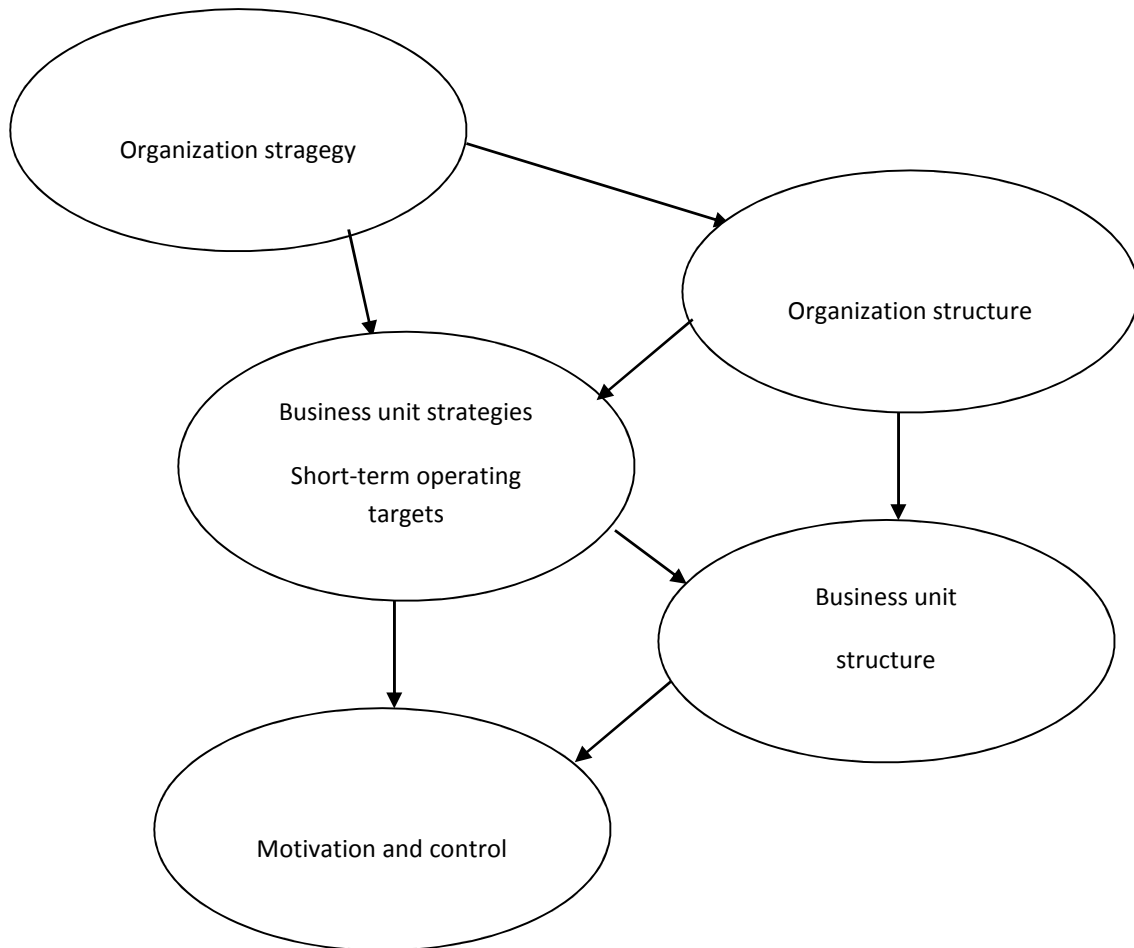 Organization stragegy
Organization structure
Business unit strategies
Short-term operating
targets
Business unit
structure
Motivation and control